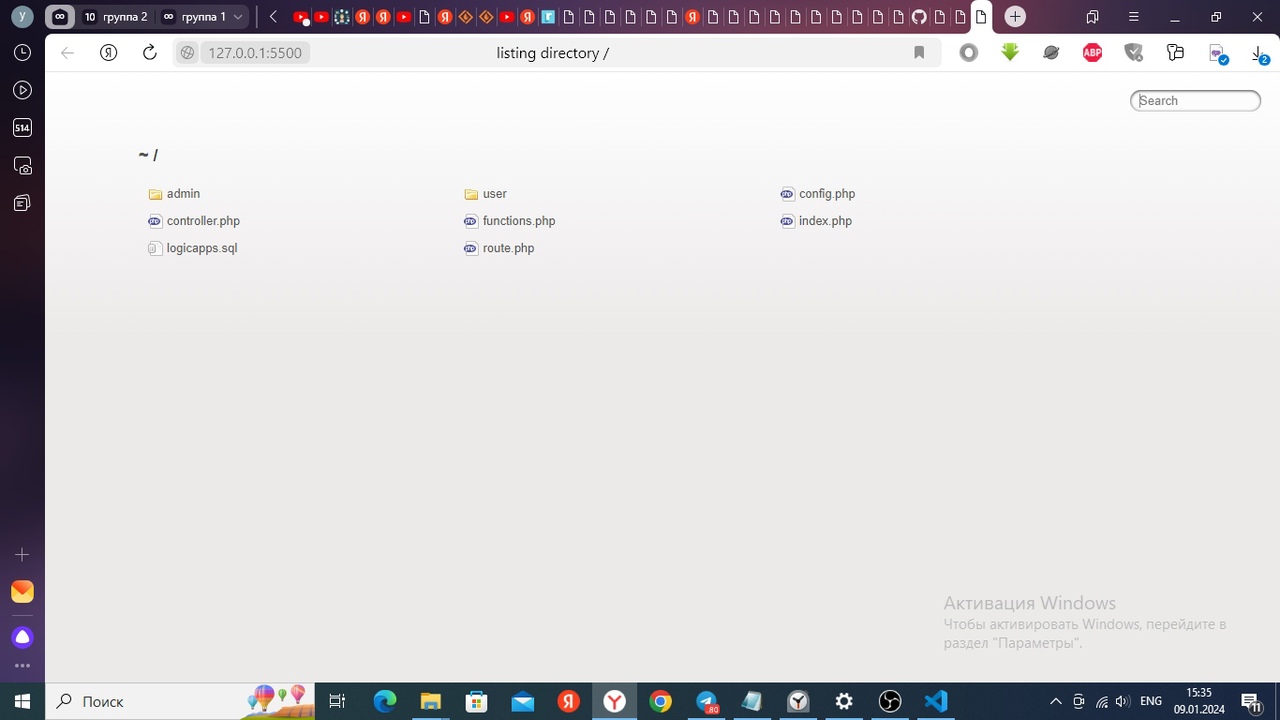 у
10 группа 2
∞ группа 1
127.0.0.1:5500
listing directory /
ABP
2
514
Search
~ /
admin
user
config.php
controller.php
functions.php
index.php
logicapps.sql
route.php
Активация Windows
Чтобы активировать Windows, перейдите в
раздел "Параметры".
Поиск
80
ENG
15:35
09.01.2024
11